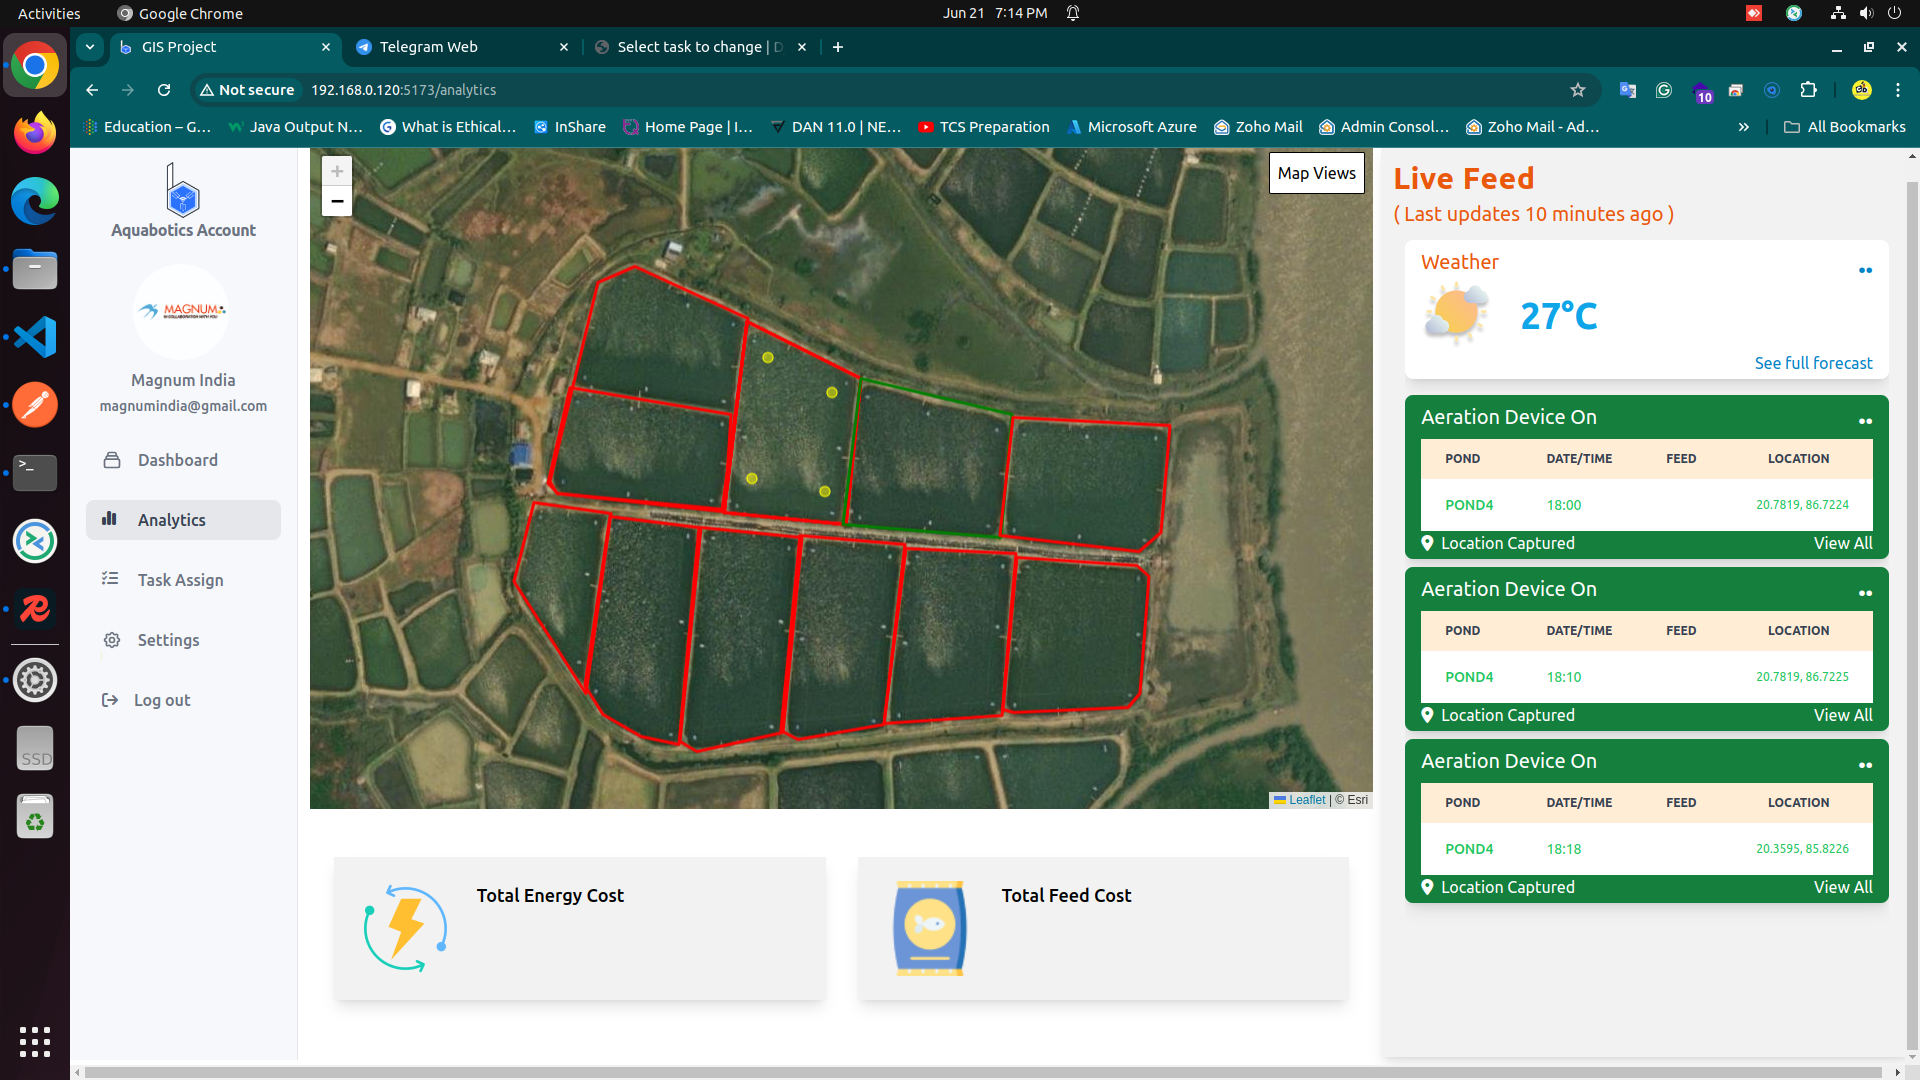 Activities
Google Chrome
Jun 21 7:14 PM
GIS Project
Telegram Web
Select task to change | D
Not secure
192.168.0.120:5173/analytics
10
Education – G...
Java Output N...
What is Ethical...
InShare
Home Page | I...
DAN 11.0 | NE...
TCS Preparation
Microsoft Azure
Zoho Mail
Admin Consol...
Zoho Mail - Ad...
»
All Bookmarks
Aquabotics Account
MAGNUM
IN COLLABORATION WITH YOU
Magnum India
magnumindia@gmail.com
Dashboard
Analytics
Task Assign
Settings
Log out
SSD
+
−
Map Views
Leaflet | © Esri
Total Energy Cost
Total Feed Cost
Live Feed
( Last updates 10 minutes ago )
Weather
27°C
See full forecast
Aeration Device On
POND DATE/TIME FEED LOCATION
POND4 18:00 20.7819, 86.7224
Location Captured View All
Aeration Device On
POND DATE/TIME FEED LOCATION
POND4 18:10 20.7819, 86.7225
Location Captured View All
Aeration Device On
POND DATE/TIME FEED LOCATION
POND4 18:18 20.3595, 85.8226
Location Captured View All